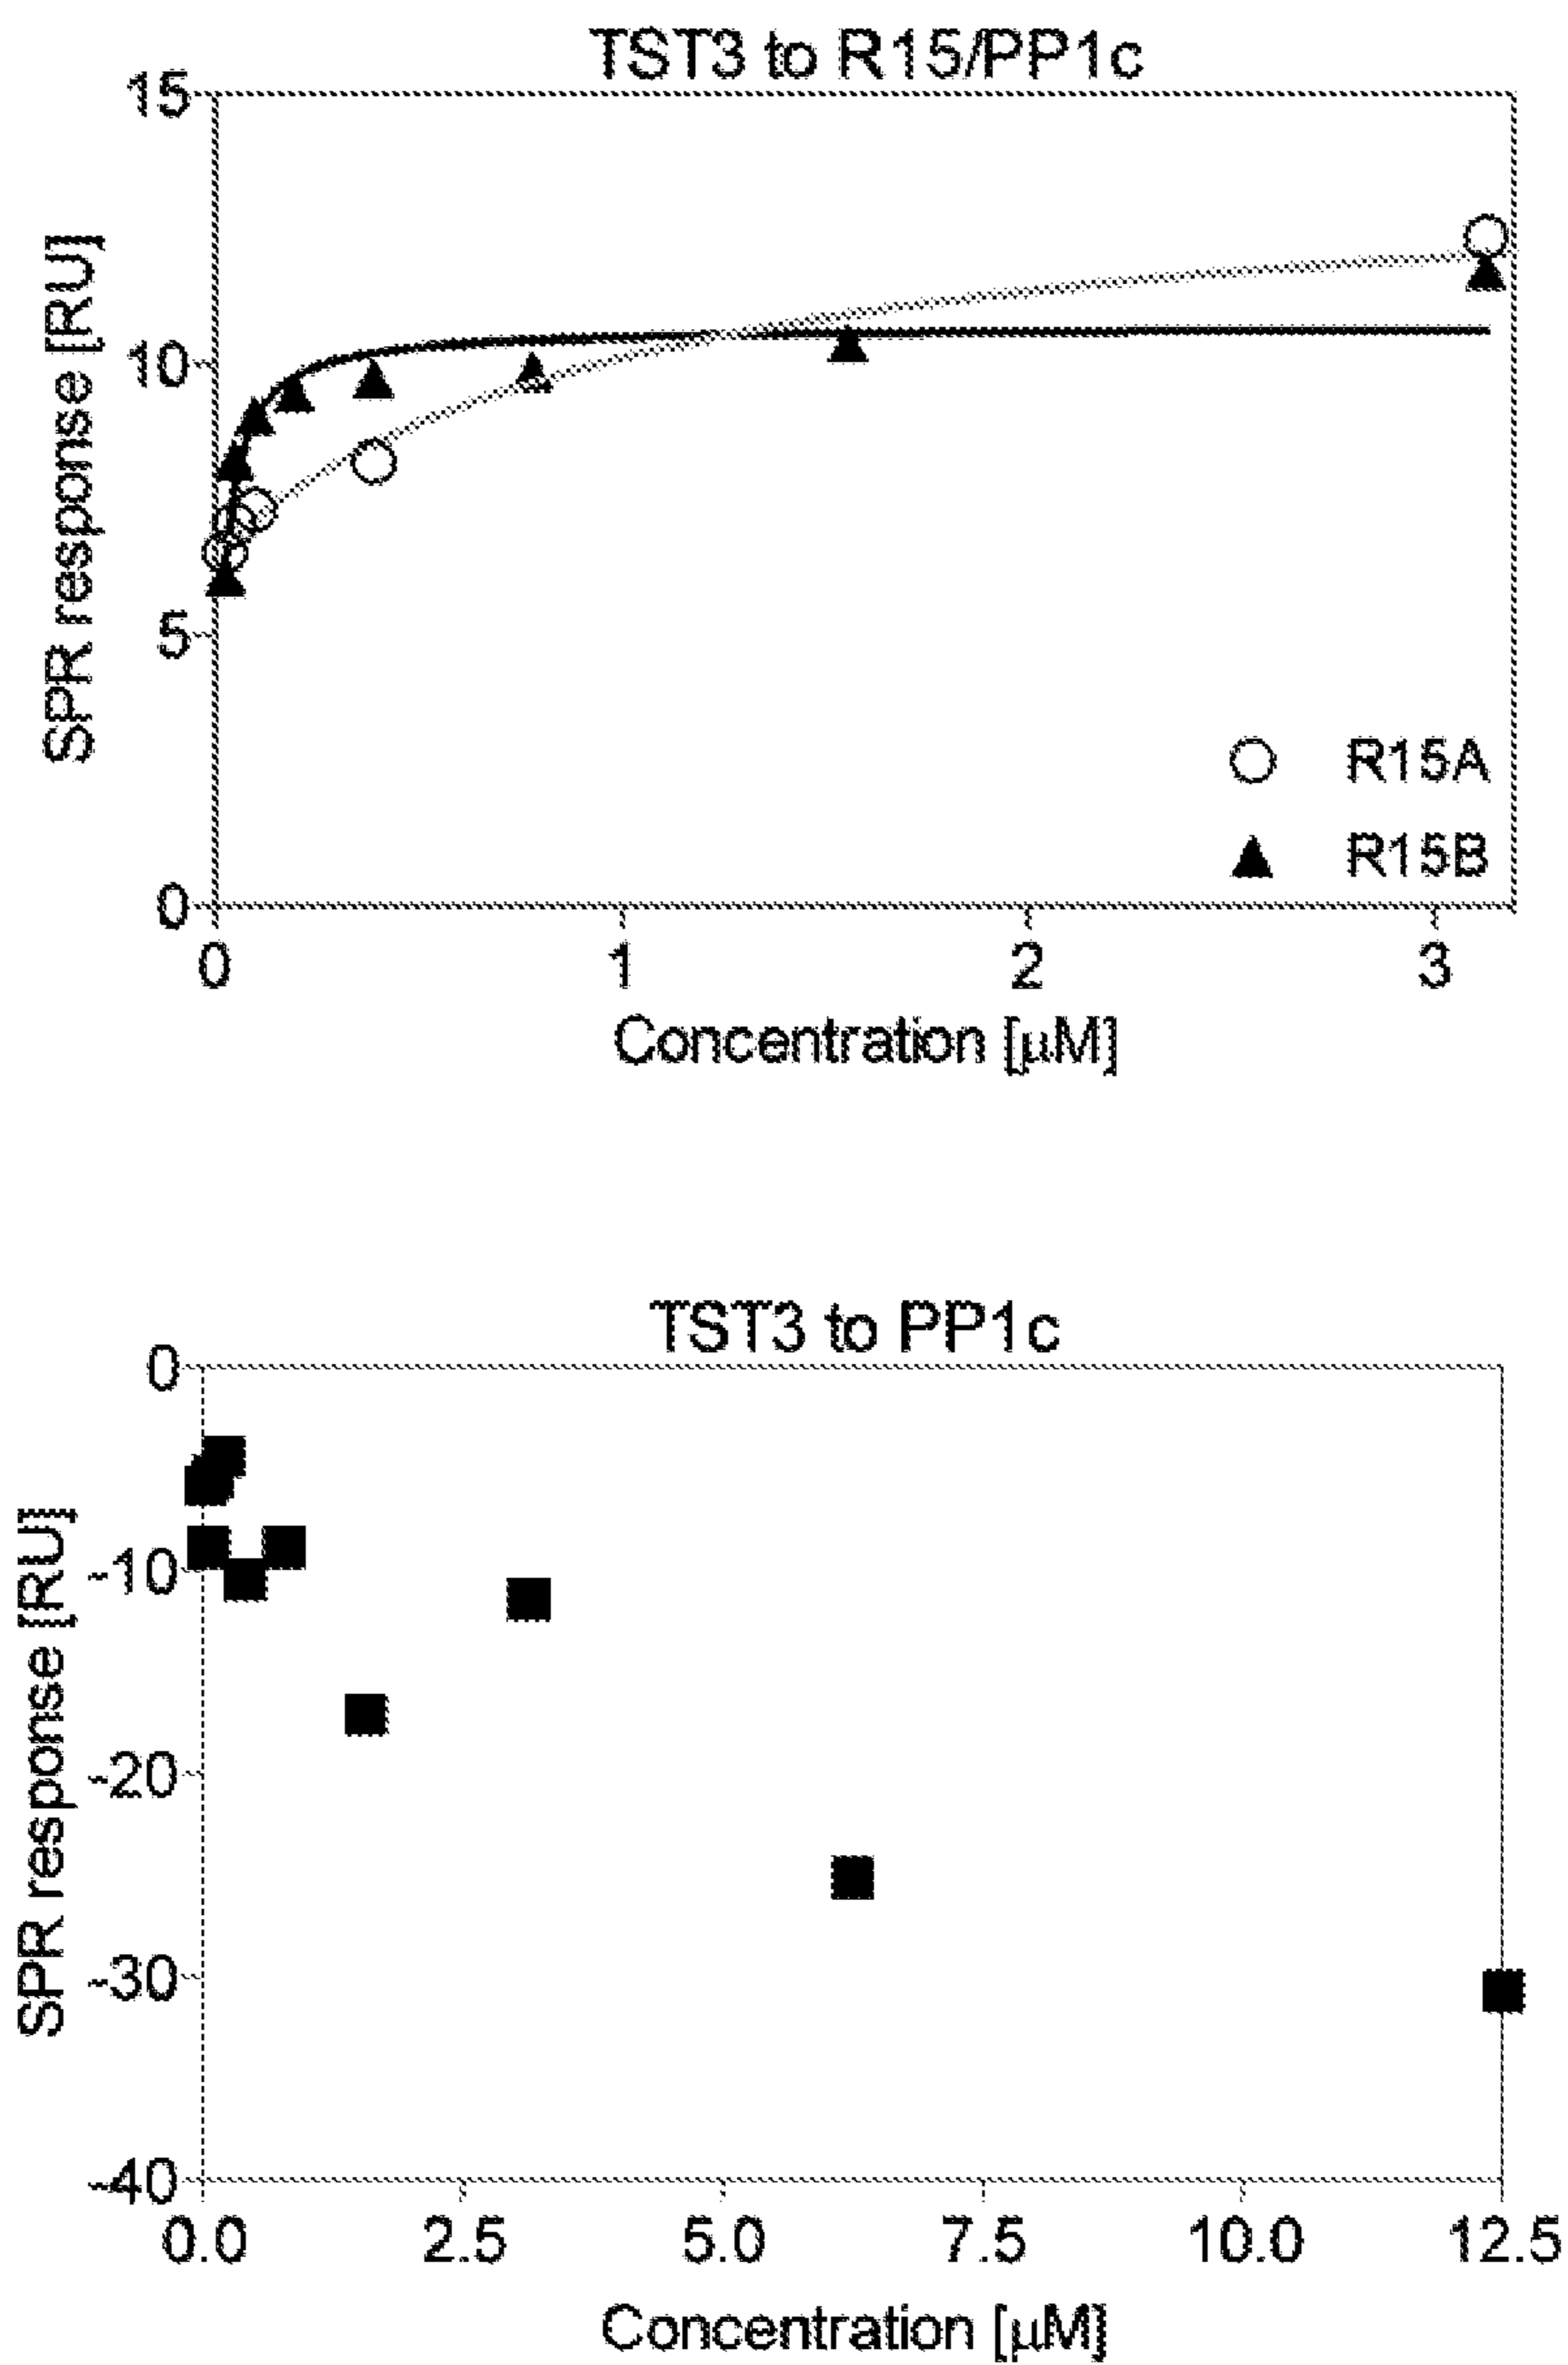 TST3 to R15/PP1c
15
10
5
0
SPR response [RU]
R15A
R15B
0 1 2 3
Concentration [μM]
TST3 to PP1c
0
-10
-20
-30
-40
SPR response [RU]
0.0 2.5 5.0 7.5 10.0 12.5
Concentration [μM]